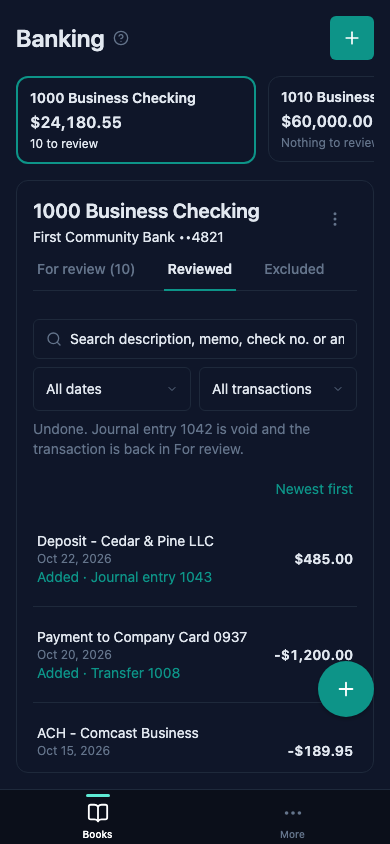 Banking
1000 Business Checking
$24,180.55
10 to review
1010 Business
$60,000.00
Nothing to review
1000 Business Checking
First Community Bank ••4821
For review (10)
Reviewed
Excluded
Search description, memo, check no. or am
All dates
All transactions
Undone. Journal entry 1042 is void and the
transaction is back in For review.
Newest first
Deposit - Cedar & Pine LLC
Oct 22, 2026
Added · Journal entry 1043
$485.00
Payment to Company Card 0937
Oct 20, 2026
Added · Transfer 1008
-$1,200.00
ACH - Comcast Business
Oct 15, 2026
-$189.95
Books
More